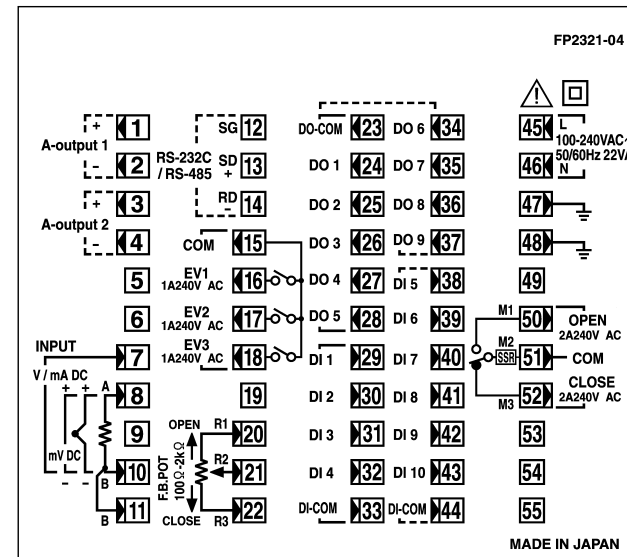 FP2321-04
A-output 1
+
-
1
2
A-output 2
+
-
3
4
5
6
INPUT
V / mA DC
+ + A
mV DC
- - B
B
7
8
9
10
11
RS-232C
/ RS-485
SG 12
SD
+ 13
RD
- 14
COM 15
EV1
1A240V AC 16
EV2
1A240V AC 17
EV3
1A240V AC 18
19
F.B.POT
100Ω-2kΩ
OPEN
CLOSE
R1 20
R2 21
R3 22
DO-COM 23
DO 1 24
DO 2 25
DO 3 26
DO 4 27
DO 5 28
DI 1 29
DI 2 30
DI 3 31
DI 4 32
DI-COM 33
DO 6 34
DO 7 35
DO 8 36
DO 9 37
DI 5 38
DI 6 39
DI 7 40
DI 8 41
DI 9 42
DI 10 43
DI-COM 44
45 L
100-240VAC~
50/60Hz 22VA
46 N
47
48
49
M1 50 OPEN
2A240V AC
M2
SSR 51 COM
M3 52 CLOSE
2A240V AC
53
54
55
MADE IN JAPAN